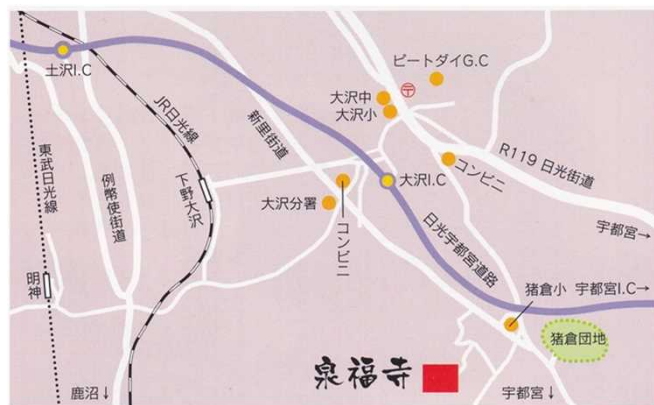 ビートダイG.C
土沢I.C
大沢中
〒
大沢小
JR日光線
新里街道
R119 日光街道
コンビニ
東武日光線
例幣使街道
下野大沢
大沢I.C
大沢分署
コンビニ
日光宇都宮道路
宇都宮→
明神
猪倉小
宇都宮I.C→
猪倉団地
泉福寺
鹿沼↓
宇都宮↓